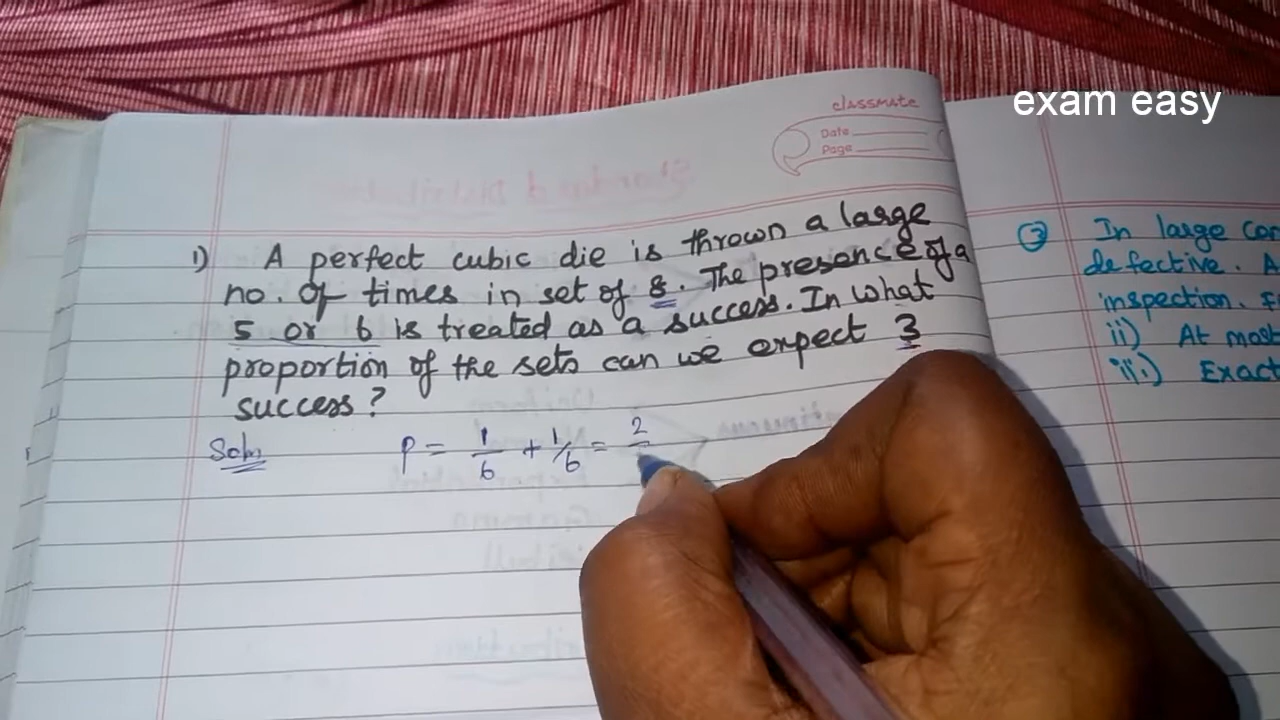 exam easy
classmate
Date
Page
1) A perfect cubic die is thrown a large
no. of times in set of 8. The presence of a
5 or 6 is treated as a success. In what
proportion of the sets can we expect 3
success?
Soln P = 1/6 + 1/6 = 2
2 In large
defective. A
inspection.
ii) At most
iii) Exact